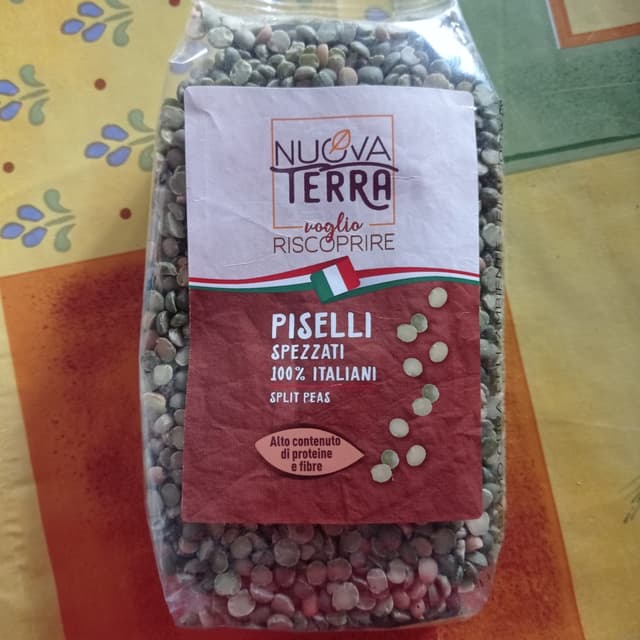 NUOVA
TERRA
voglio
RISCOPRIRE
PISELLI
SPEZZATI
100% ITALIANI
SPLIT PEAS
Alto contenuto
di proteine
e fibre